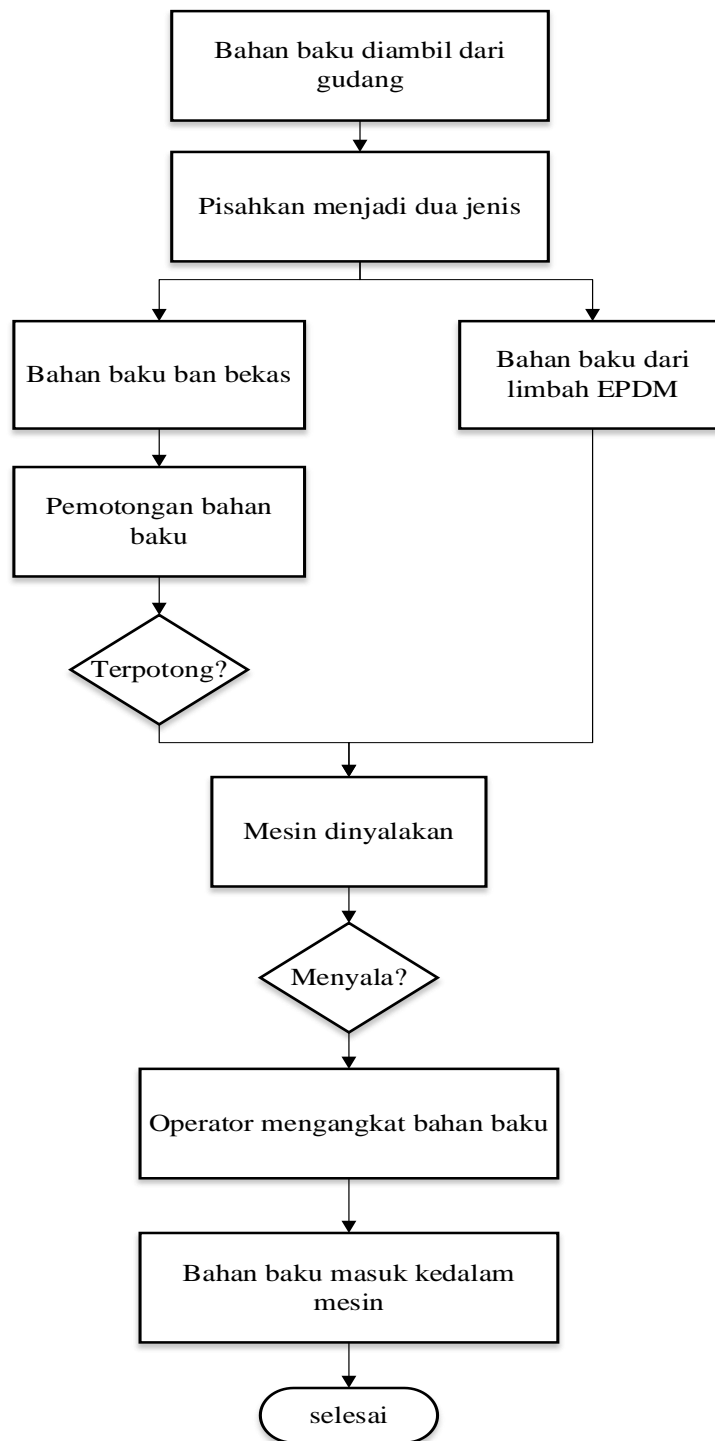 Bahan baku diambil dari
gudang
Pisahkan menjadi dua jenis
Bahan baku ban bekas
Bahan baku dari
limbah EPDM
Pemotongan bahan
baku
Terpotong?
Mesin dinyalakan
Menyala?
Operator mengangkat bahan baku
Bahan baku masuk kedalam
mesin
selesai